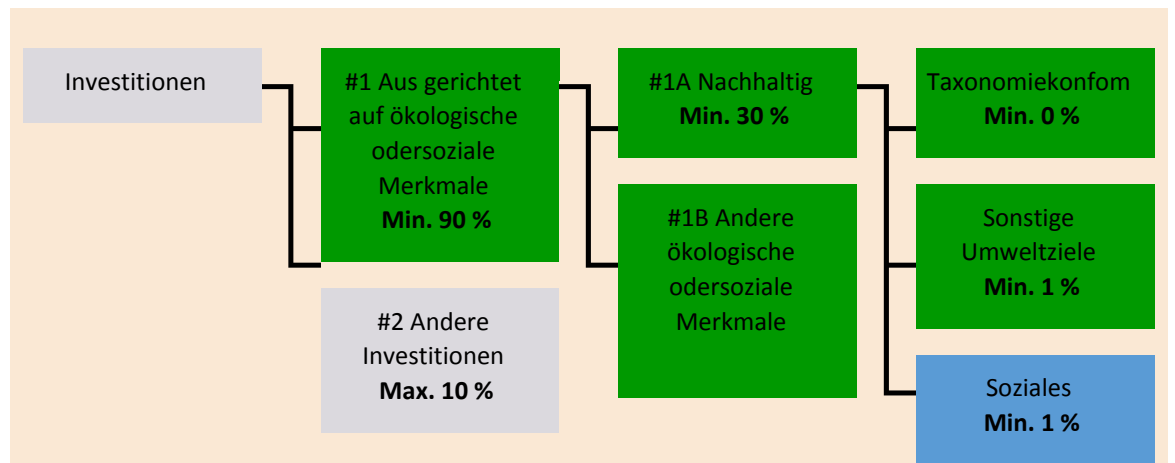 Investitionen
#1 Aus gerichtet
auf ökologische
odersoziale
Merkmale
Min. 90 %
#2 Andere
Investitionen
Max. 10 %
#1A Nachhaltig
Min. 30 %
#1B Andere
ökologische
odersoziale
Merkmale
Taxonomiekonfom
Min. 0 %
Sonstige
Umweltziele
Min. 1 %
Soziales
Min. 1 %